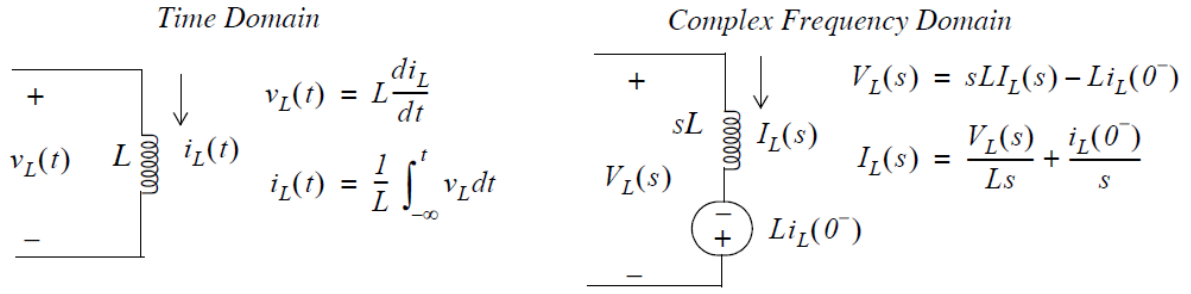 Time Domain
+
v_L(t)
–
L
i_L(t)
v_L(t) = L di_L/dt
i_L(t) = 1/L ∫_{–∞}^{t} v_L dt
Complex Frequency Domain
+
sL
I_L(s)
V_L(s)
–
+
Li_L(0⁻)
–
V_L(s) = sLI_L(s) – Li_L(0⁻)
I_L(s) = V_L(s)/Ls + i_L(0⁻)/s